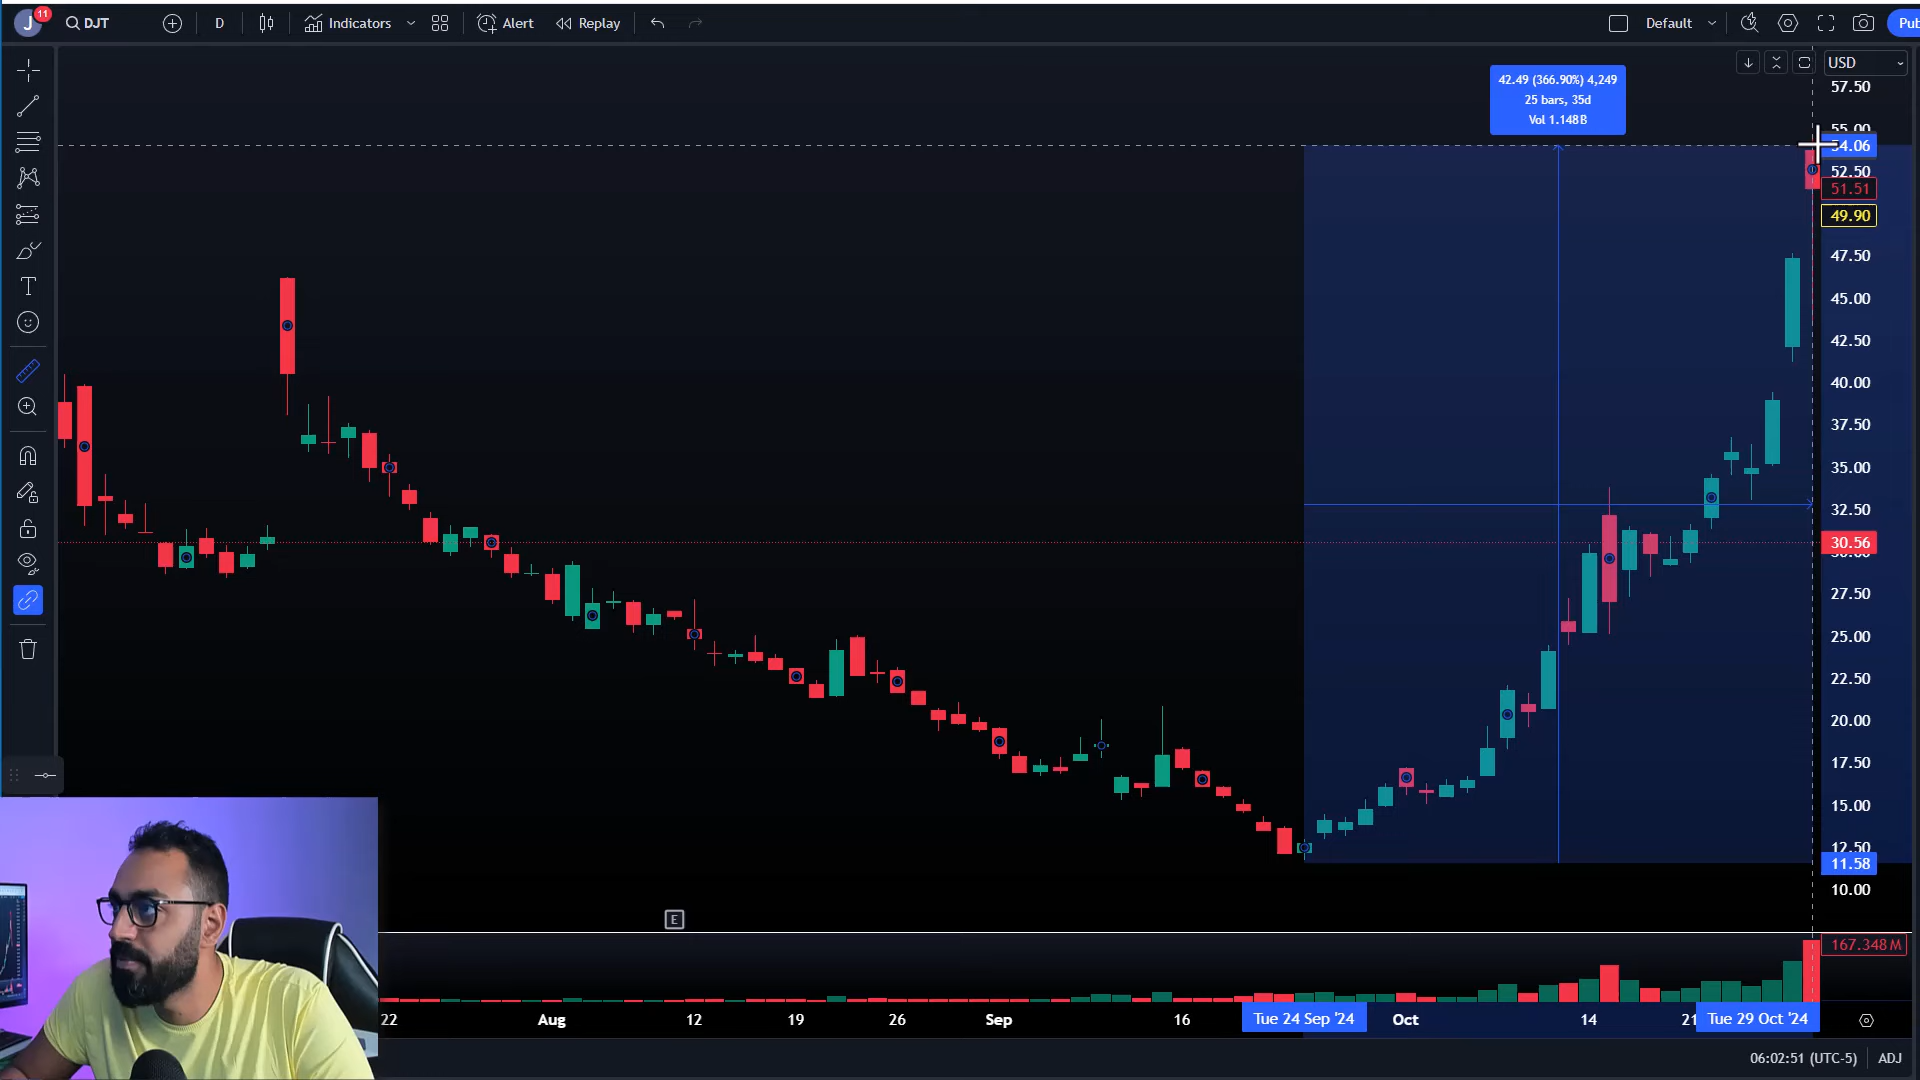 J 11 DJT D Indicators Alert Replay Default Pub
USD
42.49 (366.90%) 4,249
25 bars, 35d
Vol 1.148B
57.50
55.00
54.06
52.50
51.51
49.90
47.50
45.00
42.50
40.00
37.50
35.00
32.50
30.56
27.50
25.00
22.50
20.00
17.50
15.00
12.50
11.58
10.00
T
E
167.348 M
22 Aug 12 19 26 Sep 16 Tue 24 Sep '24 Oct 14 21 Tue 29 Oct '24
06:02:51 (UTC-5) ADJ